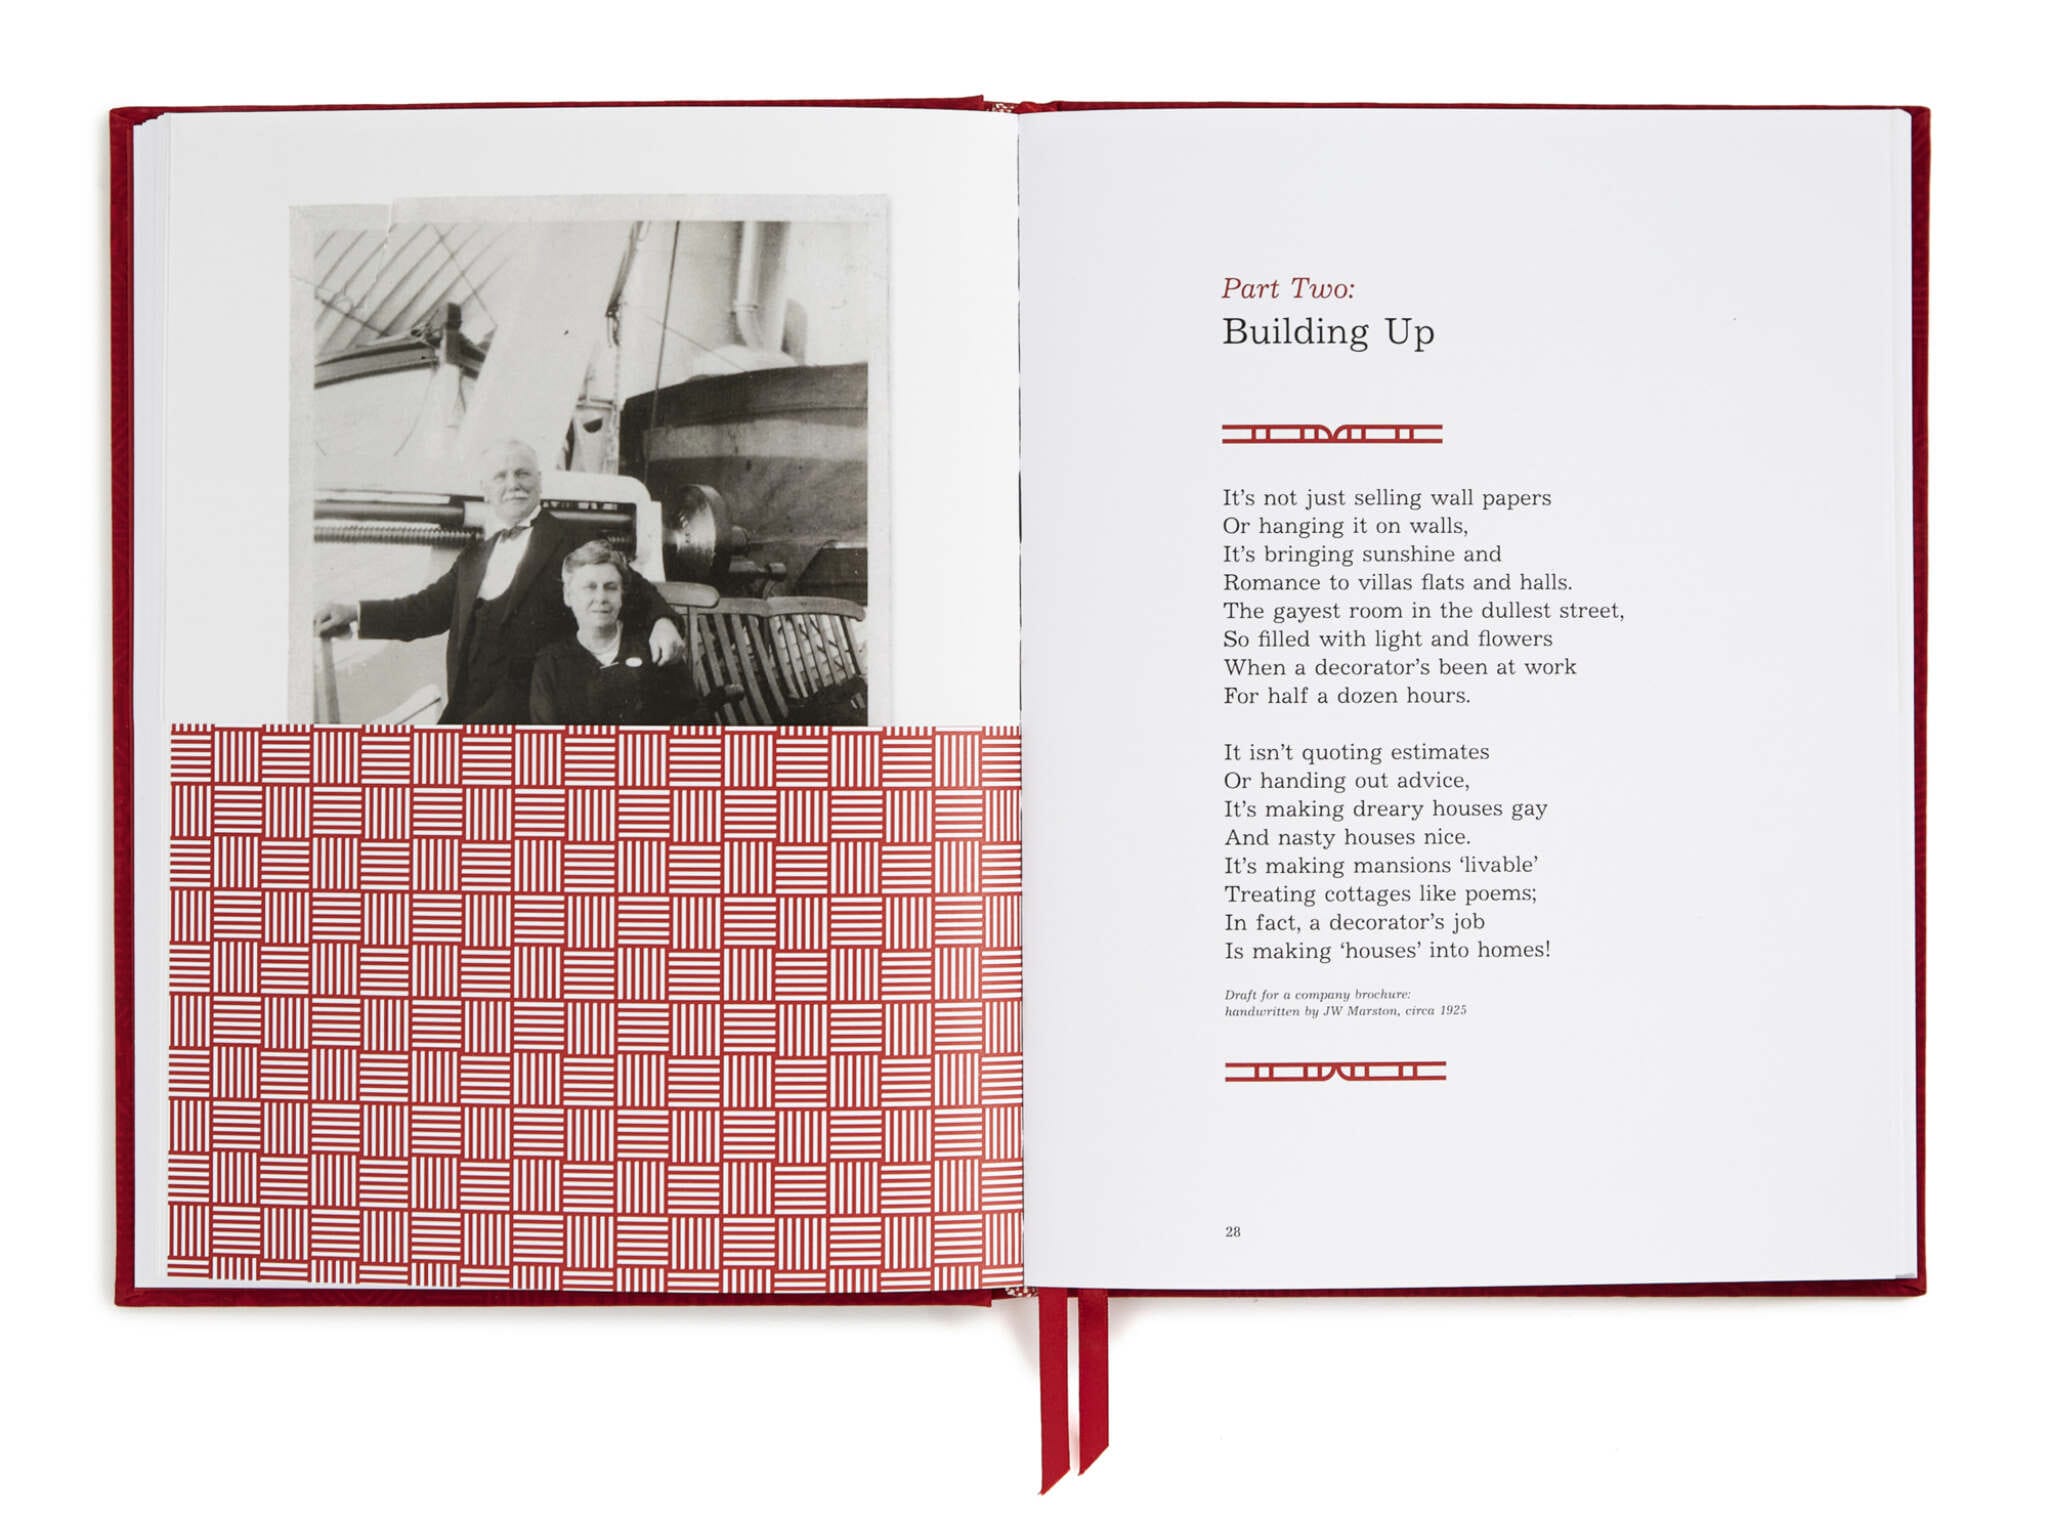 Part Two:
Building Up
It’s not just selling wall papers
Or hanging it on walls,
It’s bringing sunshine and
Romance to villas flats and halls.
The gayest room in the dullest street,
So filled with light and flowers
When a decorator’s been at work
For half a dozen hours.
It isn’t quoting estimates
Or handing out advice,
It’s making dreary houses gay
And nasty houses nice.
It’s making mansions ‘livable’
Treating cottages like poems;
In fact, a decorator’s job
Is making ‘houses’ into homes!
Draft for a company brochure:
handwritten by JW Marston, circa 1925
28